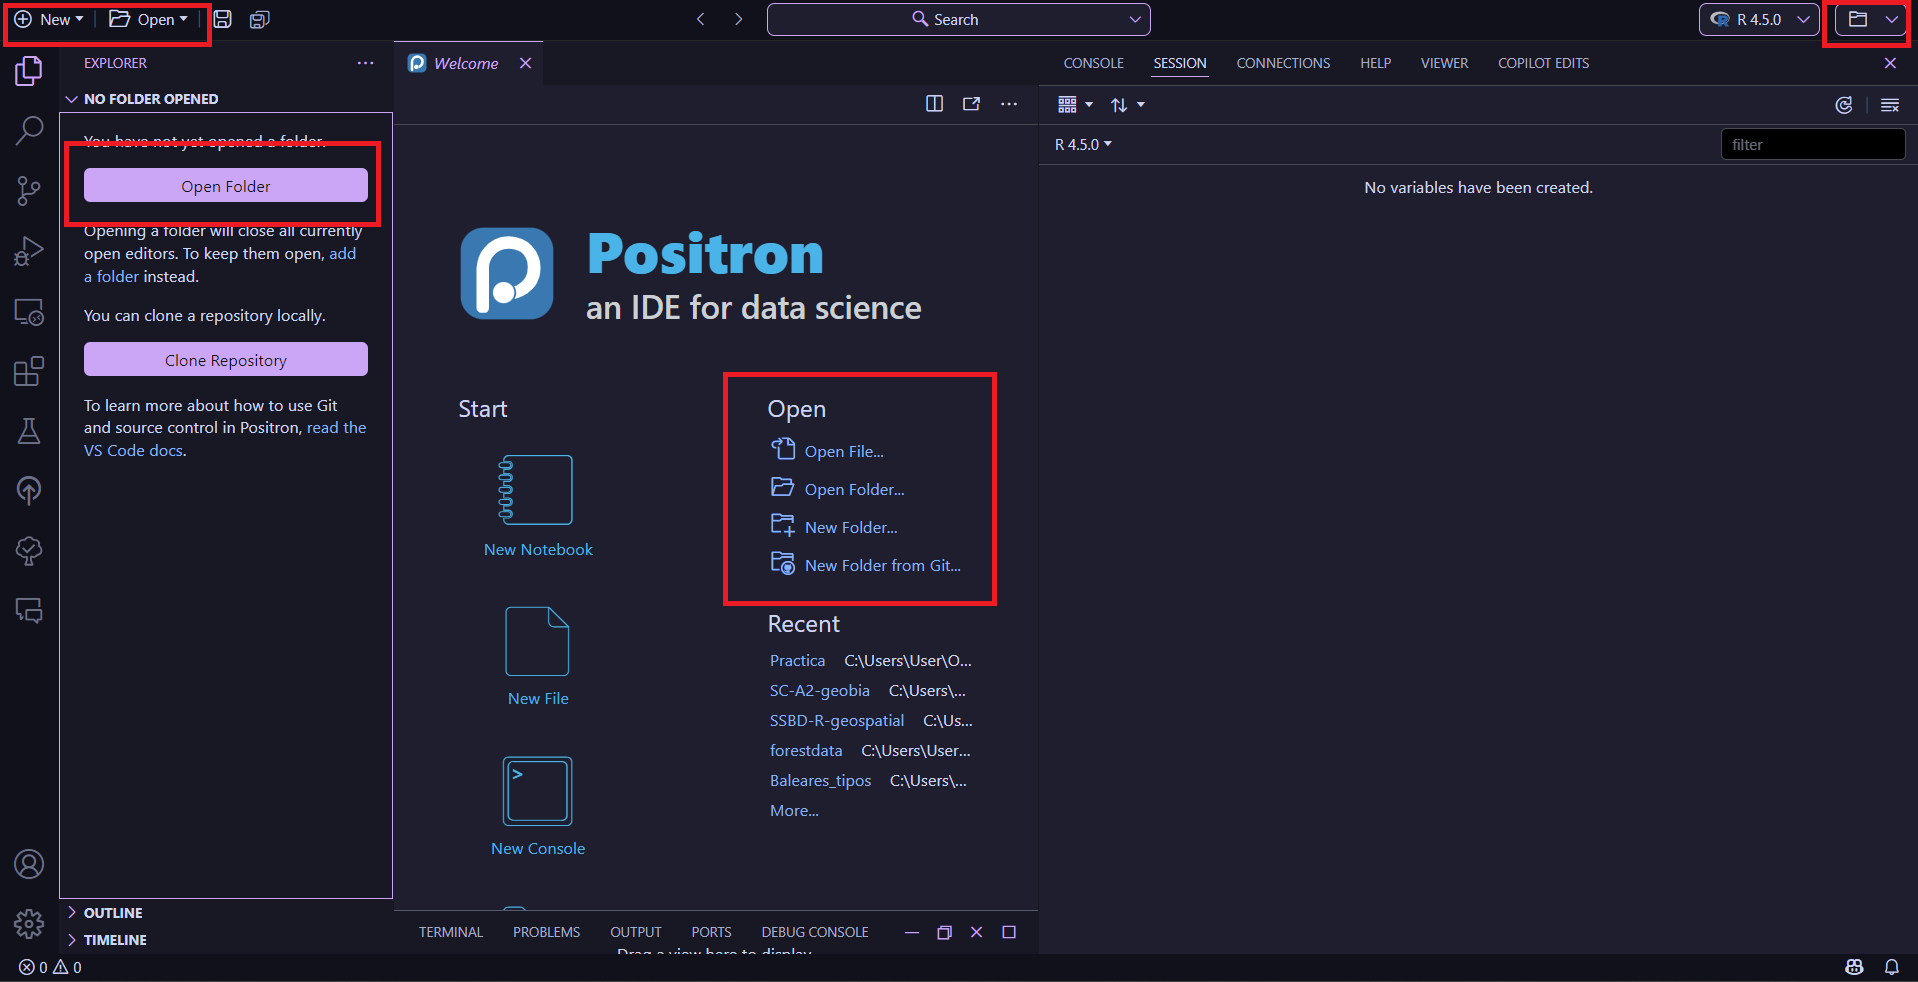 New
Open
Search
R 4.5.0
EXPLORER
NO FOLDER OPENED
You have not yet opened a folder.
Open Folder
Opening a folder will close all currently
open editors. To keep them open, add
a folder instead.
You can clone a repository locally.
Clone Repository
To learn more about how to use Git
and source control in Positron, read the
VS Code docs.
OUTLINE
TIMELINE
Welcome
Positron
an IDE for data science
Start
New Notebook
New File
New Console
Open
Open File...
Open Folder...
New Folder...
New Folder from Git...
Recent
Practica C:\Users\User\O...
SC-A2-geobia C:\Users\...
SSBD-R-geospatial C:\Us...
forestdata C:\Users\User...
Baleares_tipos C:\Users\...
More...
TERMINAL PROBLEMS OUTPUT PORTS DEBUG CONSOLE
Drag a view here to display.
CONSOLE SESSION CONNECTIONS HELP VIEWER COPILOT EDITS
R 4.5.0
filter
No variables have been created.
0 0